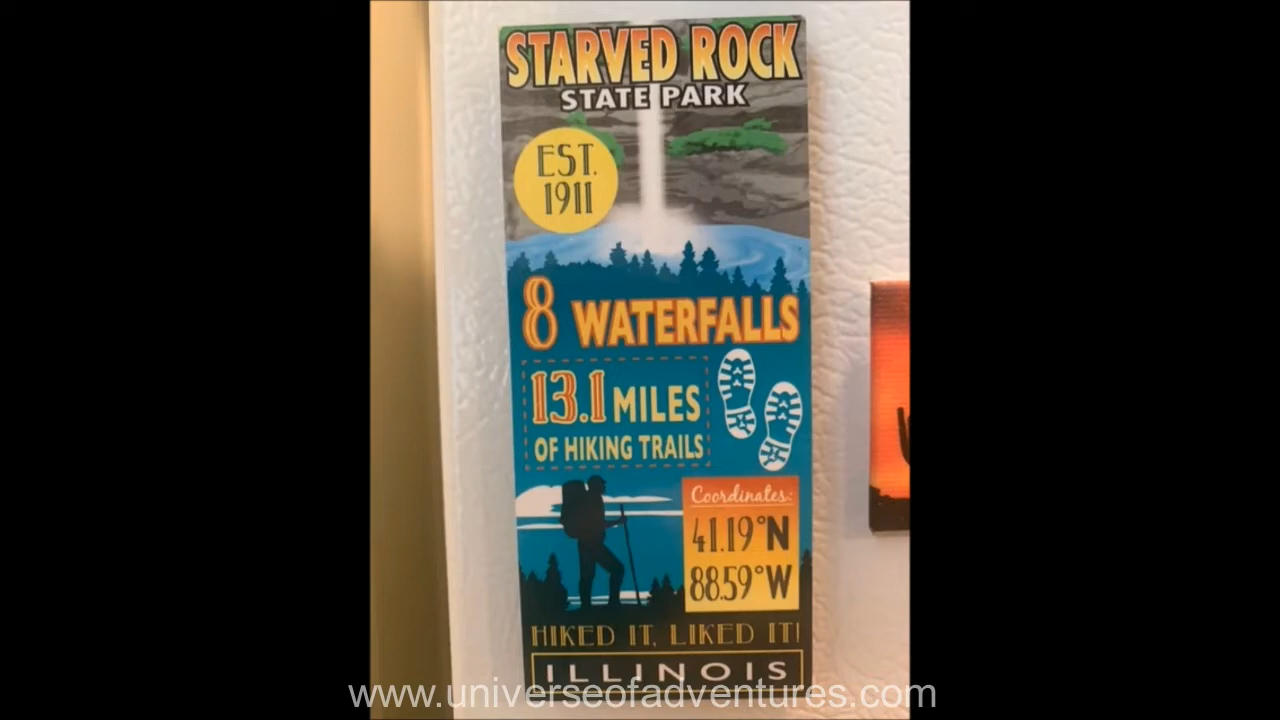 STARVED ROCK
STATE PARK
EST.
1911
8 WATERFALLS
13.1 MILES
OF HIKING TRAILS
Coordinates:
41.19°N
88.59°W
HIKED IT, LIKED IT!
ILLINOIS
www.universeofadventures.com